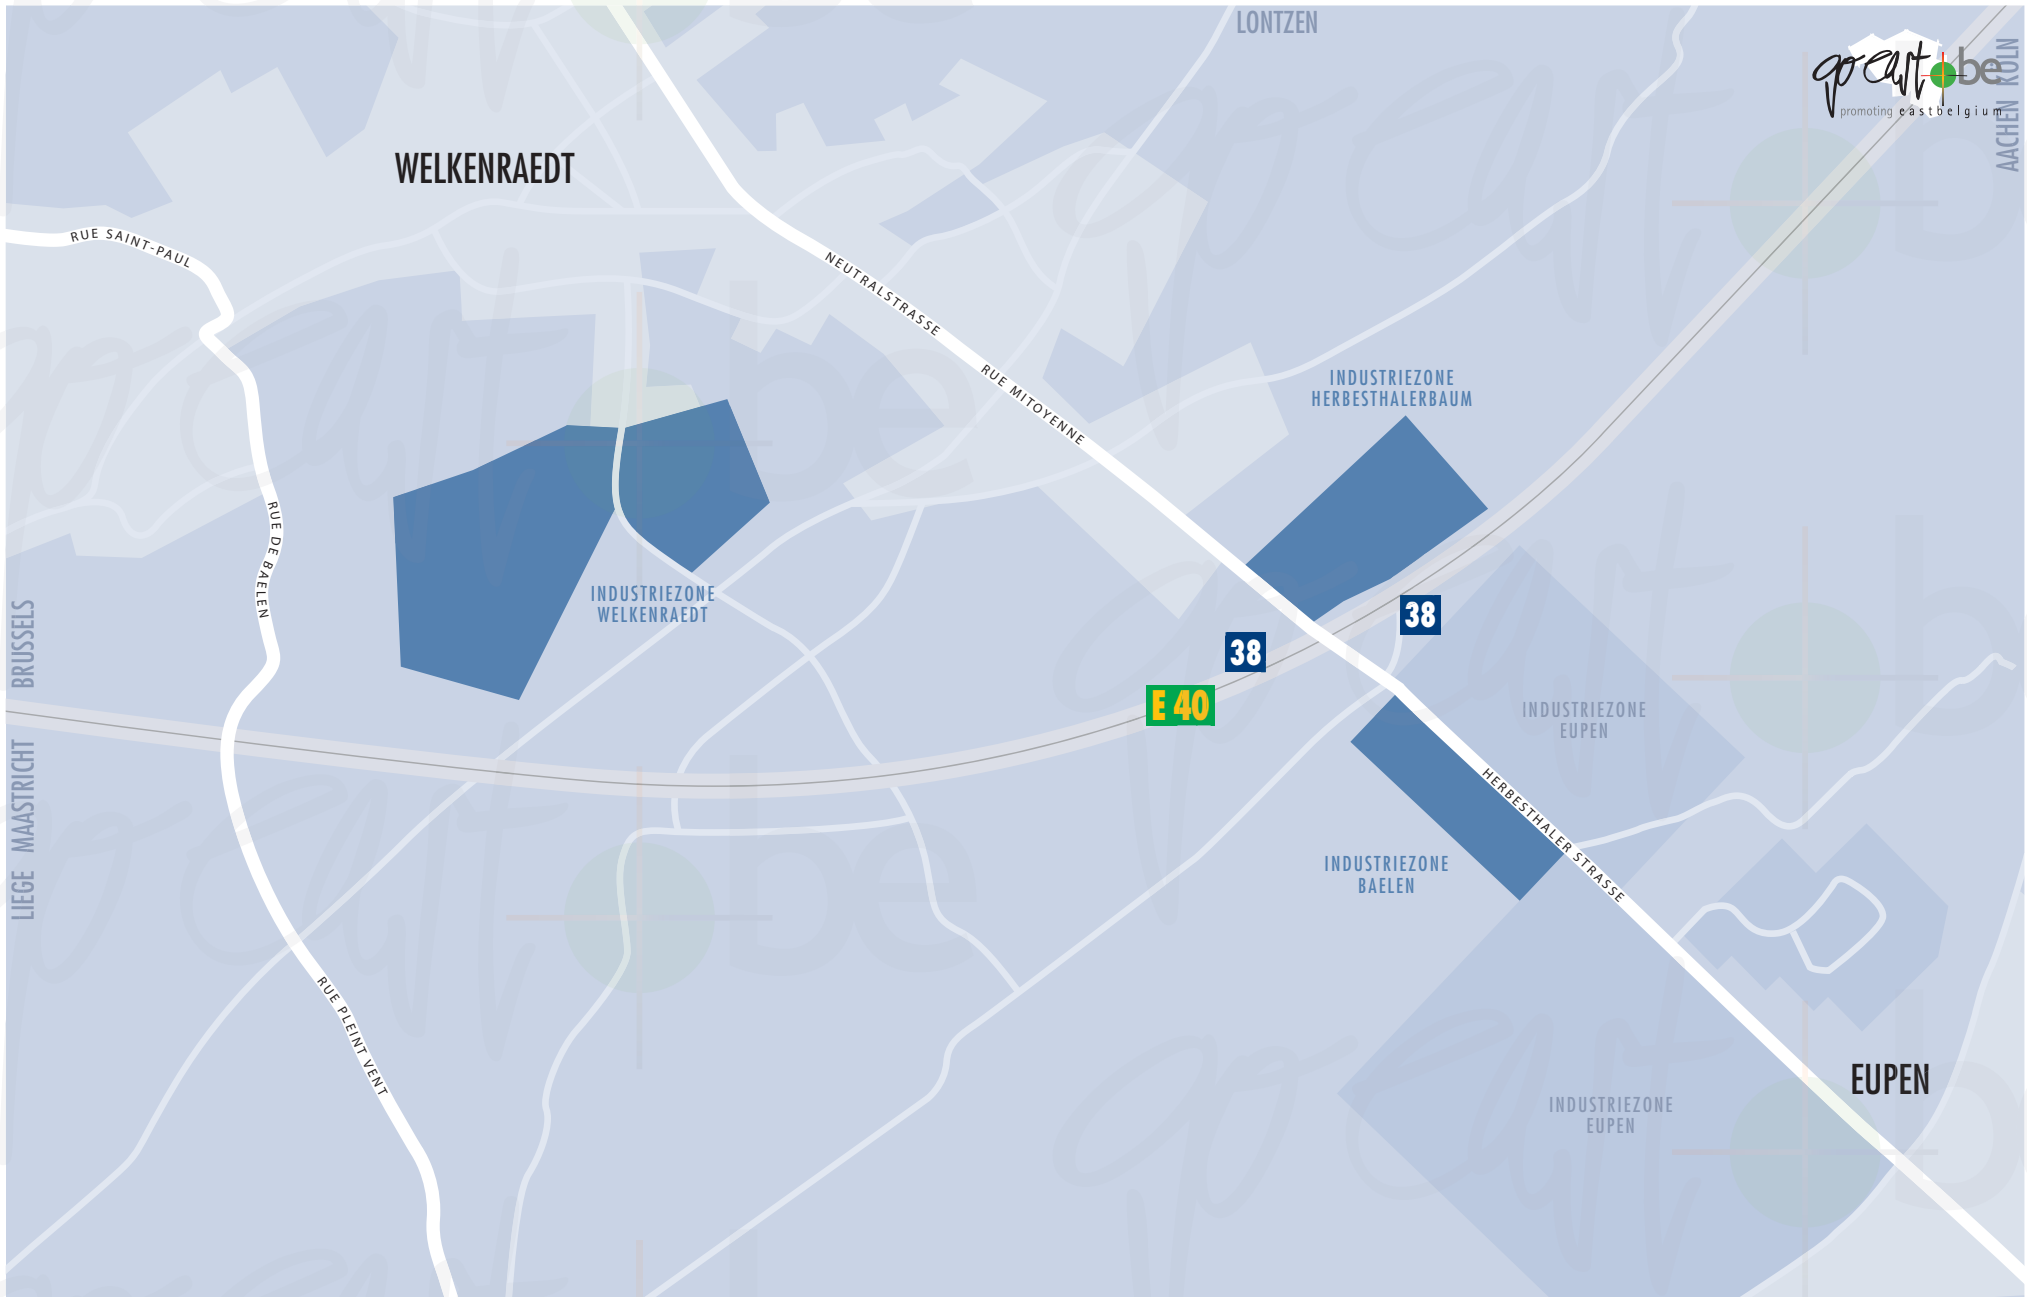 LONTZEN
go east be
promoting eastbelgium
AACHEN KÖLN
WELKENRAEDT
RUE SAINT-PAUL
NEUTRALSTRASSE
RUE MITOYENNE
INDUSTRIEZONE
HERBESTHALERBAUM
RUE DE BAELEN
INDUSTRIEZONE
WELKENRAEDT
38
38
E 40
LIEGE MAASTRICHT BRUSSELS
INDUSTRIEZONE
EUPEN
HERBESTHALER STRASSE
INDUSTRIEZONE
BAELEN
RUE PLEINT VENT
EUPEN
INDUSTRIEZONE
EUPEN